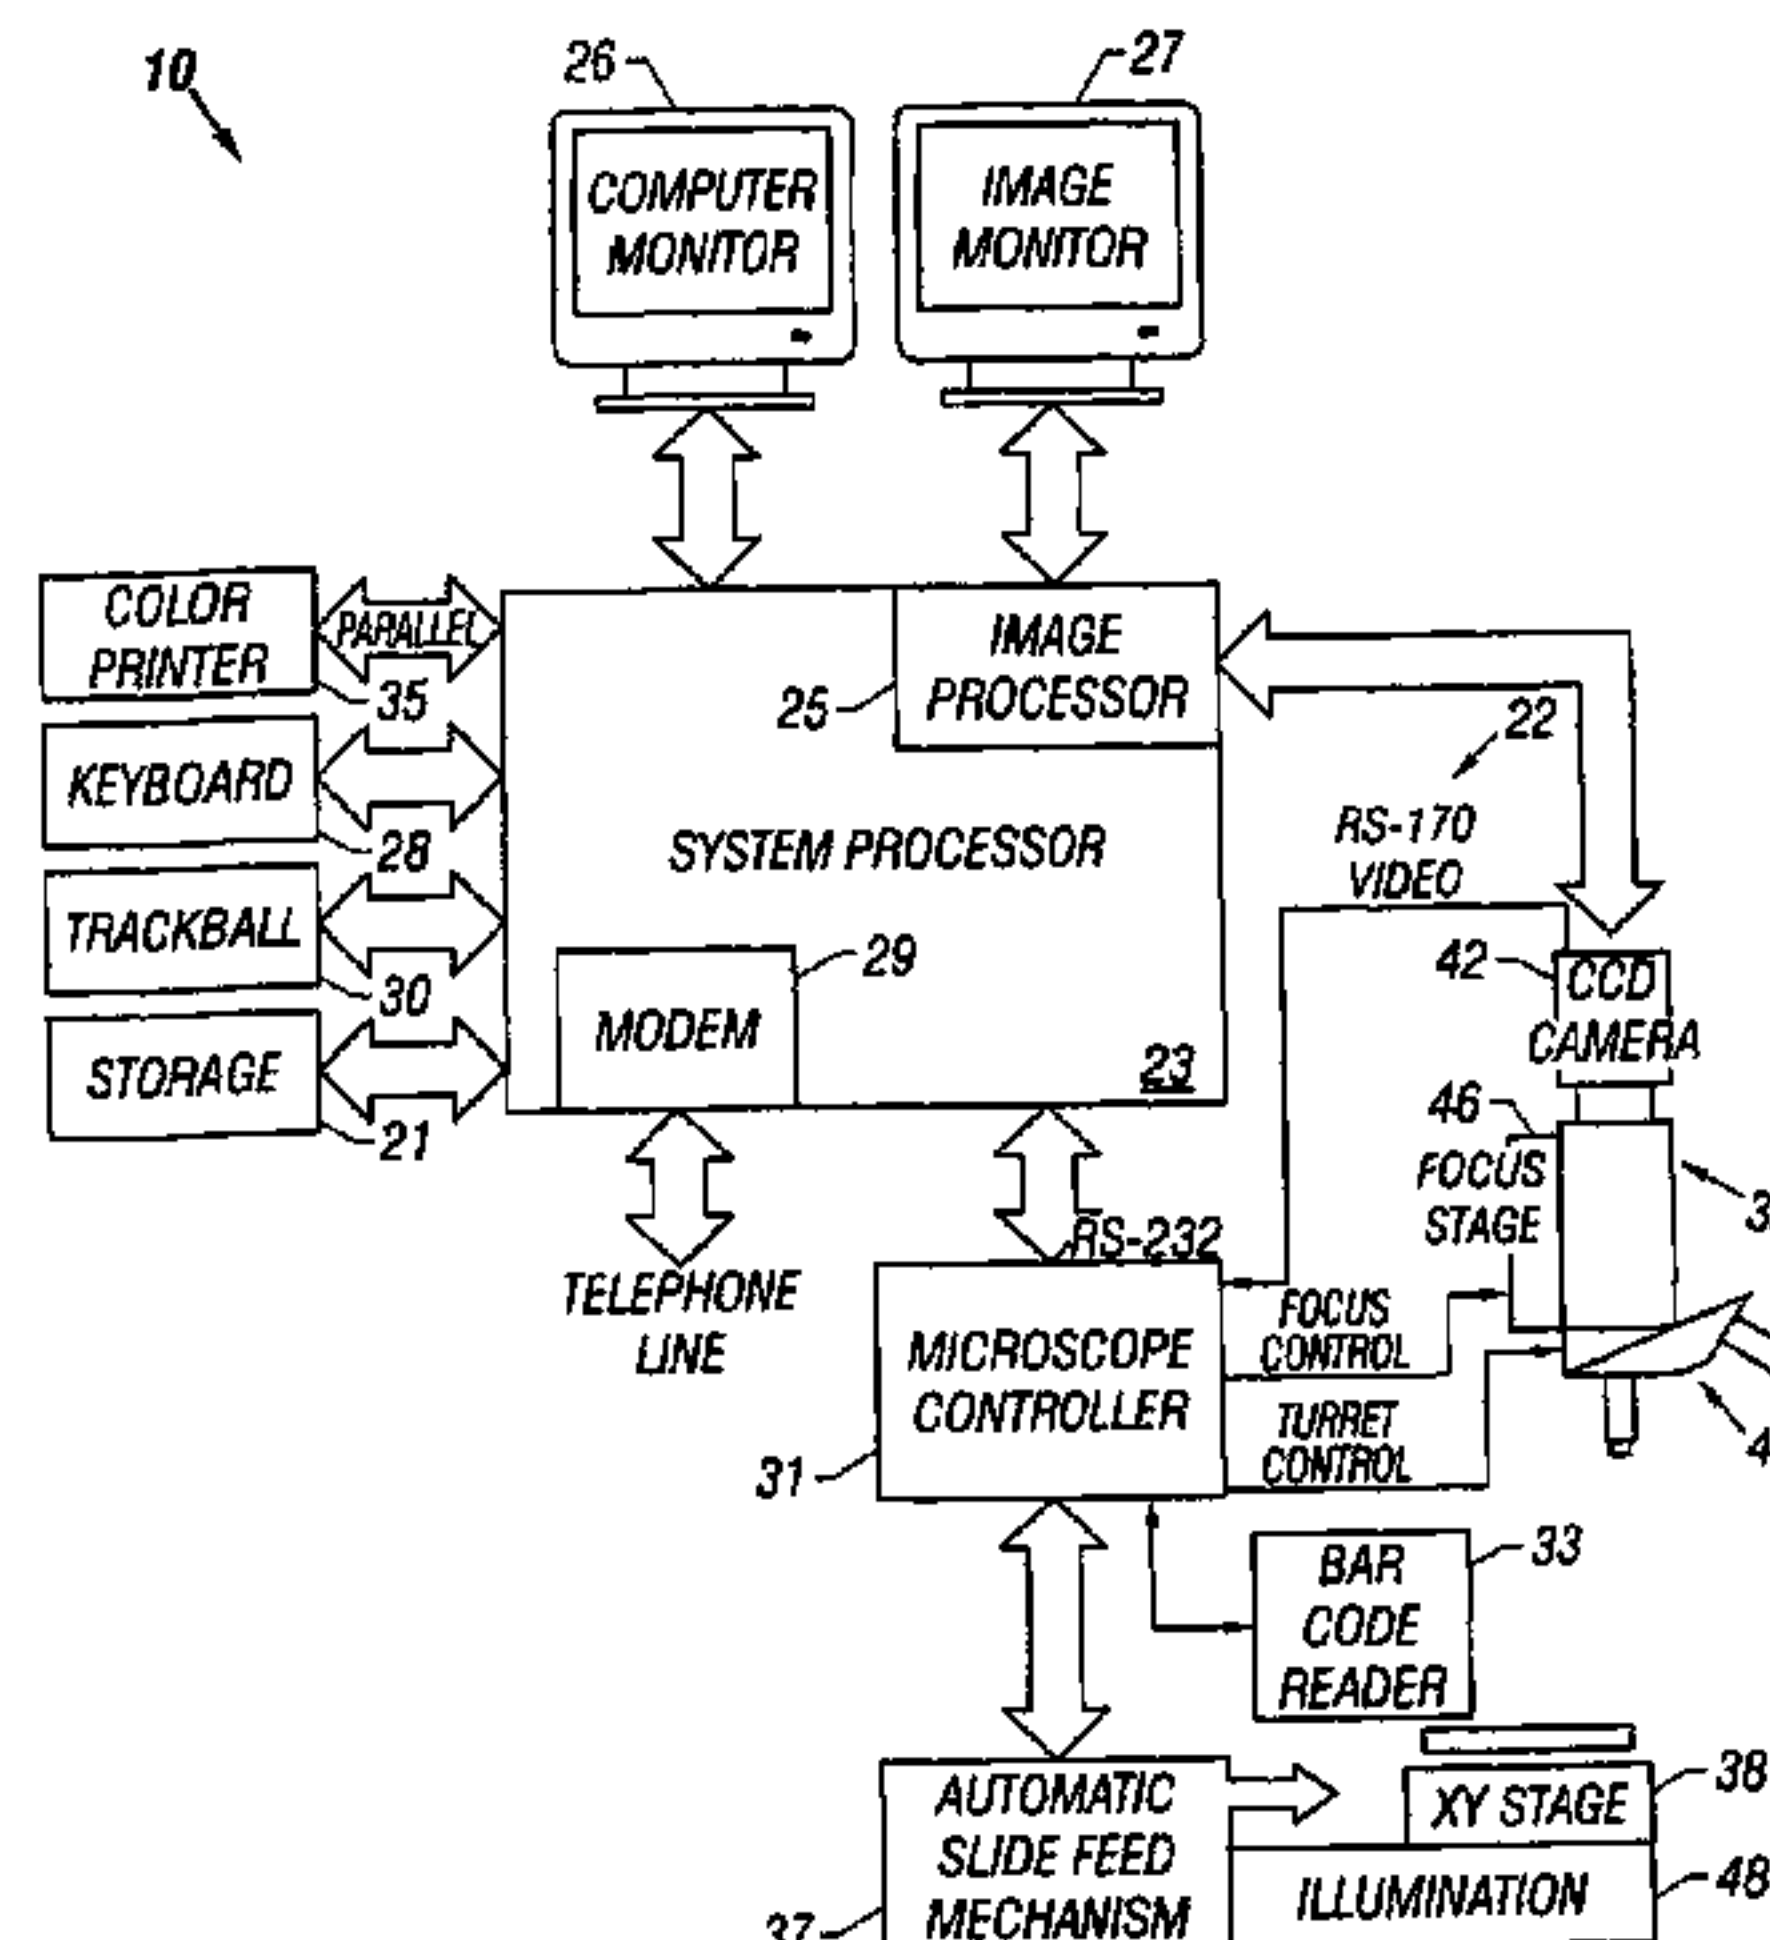 10
26
27
COMPUTER
MONITOR
IMAGE
MONITOR
COLOR
PRINTER
PARALLEL
35
IMAGE
PROCESSOR
25
22
KEYBOARD
28
SYSTEM PROCESSOR
RS-170
VIDEO
TRACKBALL
30
29
MODEM
23
42
CCD
CAMERA
STORAGE
21
46
FOCUS
STAGE
RS-232
TELEPHONE
LINE
MICROSCOPE
CONTROLLER
31
FOCUS
CONTROL
TURRET
CONTROL
BAR
CODE
READER
33
AUTOMATIC
SLIDE FEED
MECHANISM
37
XY STAGE
38
ILLUMINATION
48